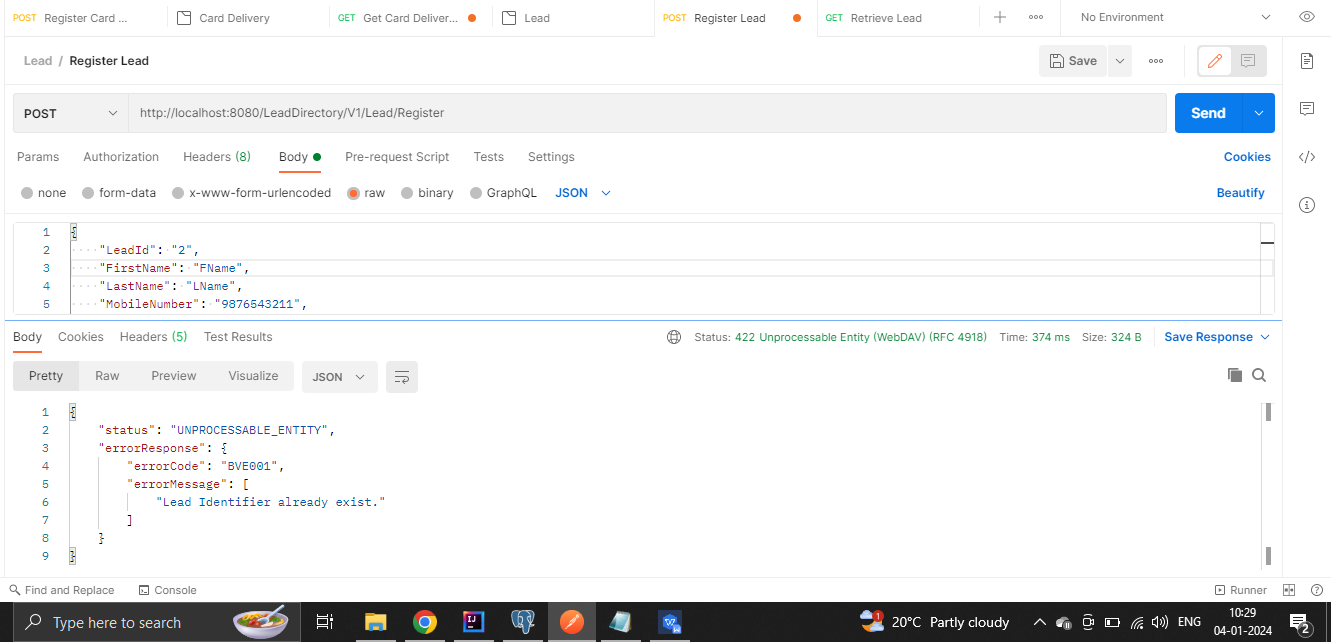 POST Register Card ... Card Delivery GET Get Card Deliver... Lead POST Register Lead GET Retrieve Lead No Environment
Lead / Register Lead Save
POST http://localhost:8080/LeadDirectory/V1/Lead/Register Send
Params Authorization Headers (8) Body Pre-request Script Tests Settings Cookies
none form-data x-www-form-urlencoded raw binary GraphQL JSON Beautify
1 {
2 "LeadId": "2",
3 "FirstName": "FName",
4 "LastName": "LName",
5 "MobileNumber": "9876543211",
Body Cookies Headers (5) Test Results Status: 422 Unprocessable Entity (WebDAV) (RFC 4918) Time: 374 ms Size: 324 B Save Response
Pretty Raw Preview Visualize JSON
1 {
2 "status": "UNPROCESSABLE_ENTITY",
3 "errorResponse": {
4 "errorCode": "BVE001",
5 "errorMessage": [
6 "Lead Identifier already exist."
7 ]
8 }
9 }
Find and Replace Console Runner
Type here to search 1 20°C Partly cloudy ENG 10:29
04-01-2024 2